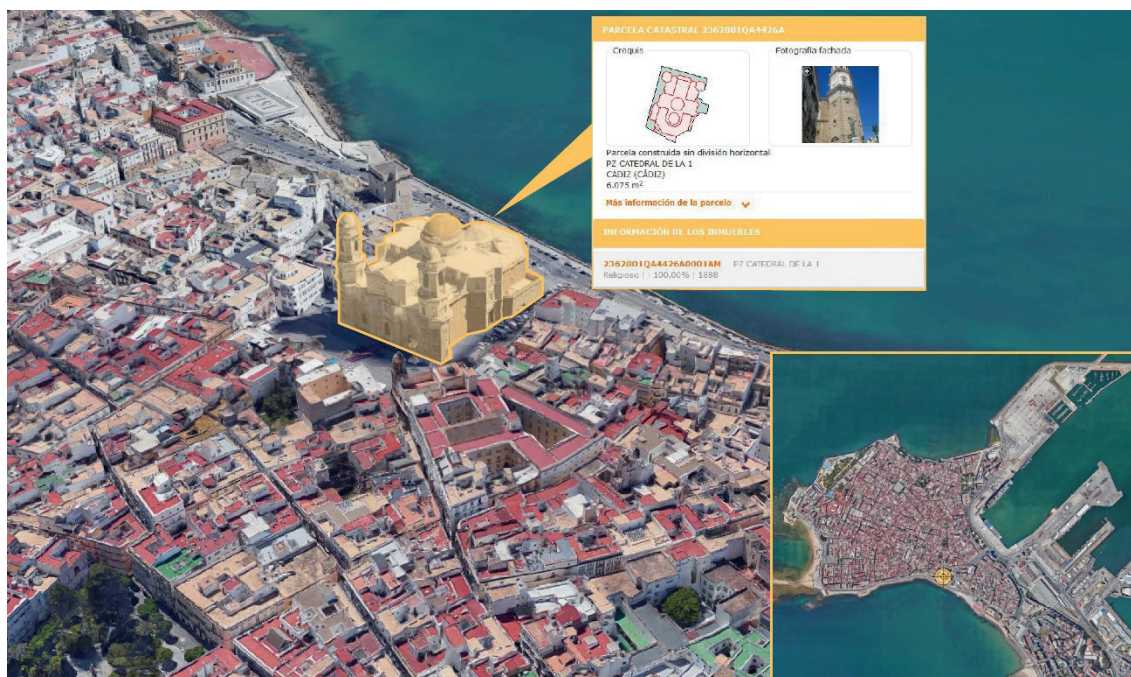 PARCELA CATASTRAL 2362801QA4426A
Croquis
Fotografía fachada
Parcela construida sin división horizontal
PZ CATEDRAL DE LA 1
CADIZ (CÁDIZ)
6.075 m²
Más información de la parcela
INFORMACIÓN DE LOS INMUEBLES
2362801QA4426A0001AM PZ CATEDRAL DE LA 1
Religioso | | 100,00% | 1888